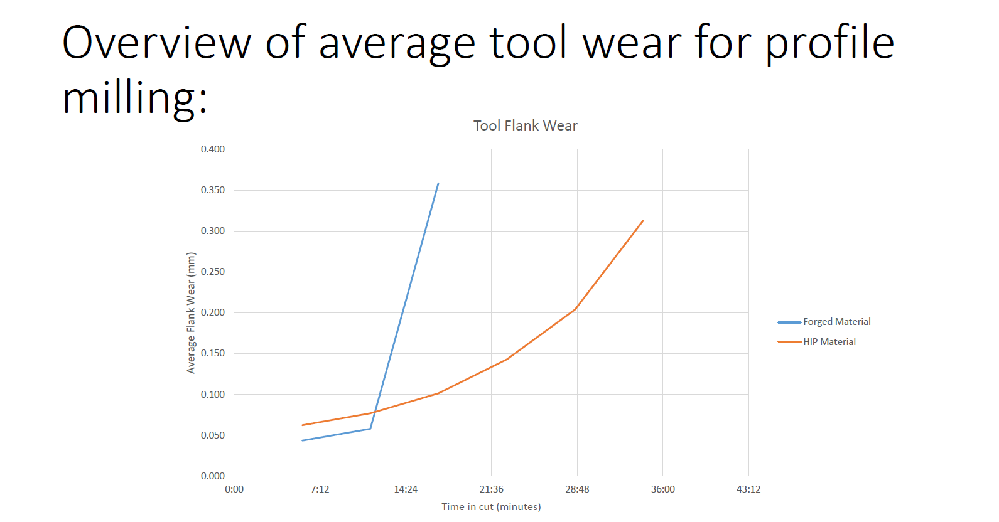 Overview of average tool wear for profile
milling:
Tool Flank Wear
0.400
0.350
0.300
0.250
0.200
0.150
0.100
0.050
0.000
Average Flank Wear (mm)
0:00 7:12 14:24 21:36 28:48 36:00 43:12
Time in cut (minutes)
Forged Material
HIP Material